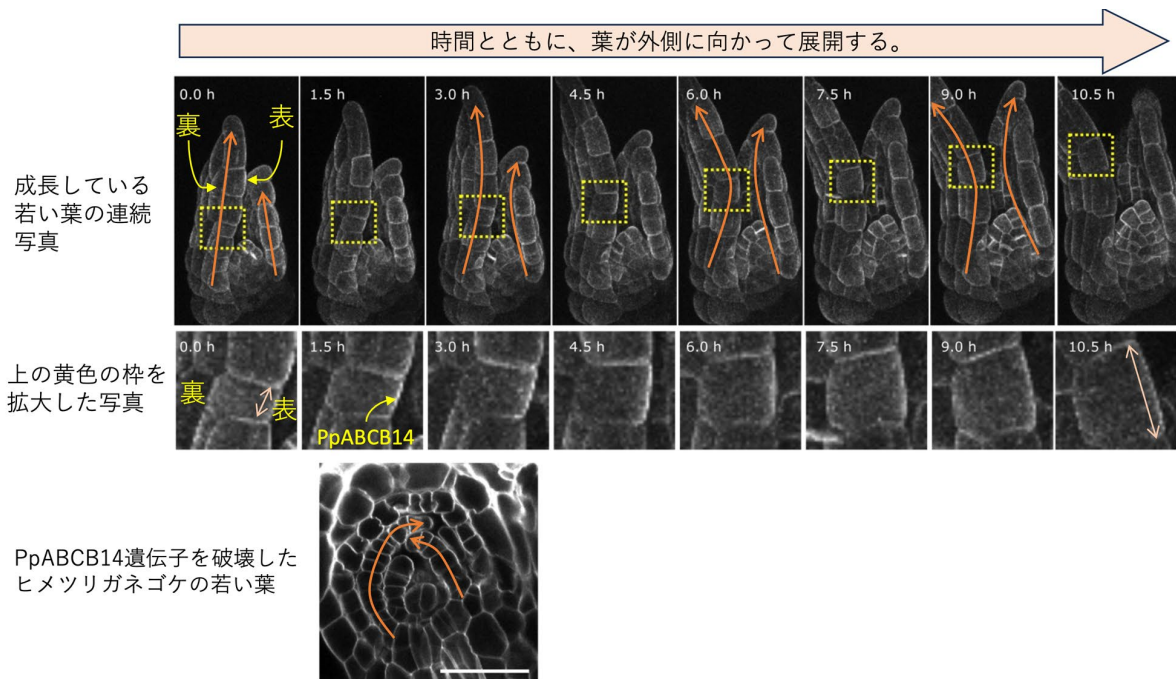 時間とともに、葉が外側に向かって展開する。
成長している
若い葉の連続
写真
0.0 h
1.5 h
3.0 h
4.5 h
6.0 h
7.5 h
9.0 h
10.5 h
裏
表
上の黄色の枠を
拡大した写真
0.0 h
1.5 h
3.0 h
4.5 h
6.0 h
7.5 h
9.0 h
10.5 h
裏
表
PpABCB14
PpABCB14遺伝子を破壊した
ヒメツリガネゴケの若い葉